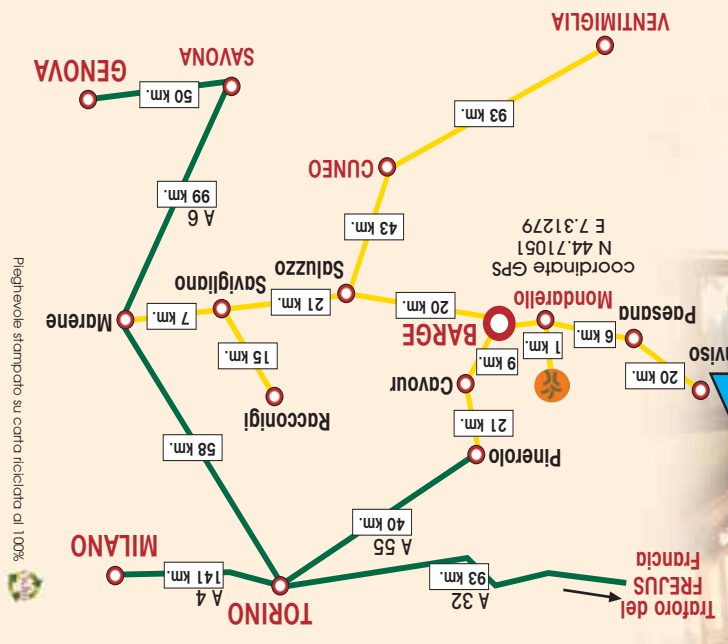 Traforo del
FREJUS
Francia
A 32
93 km.
TORINO
A 4
141 km.
MILANO
A 55
40 km.
58 km.
Pinerolo
21 km.
Cavour
9 km.
Racconigi
15 km.
20 km.
viso
Paesana
6 km.
1 km.
Mondarello
BARGE
20 km.
Saluzzo
21 km.
Savigliano
7 km.
Marene
coordinate GPS
N 44.71051
E 7.31279
43 km.
A 6
99 km.
CUNEO
93 km.
SAVONA
50 km.
GENOVA
VENTIMIGLIA
Pieghevole stampato su carta riciclata al 100%